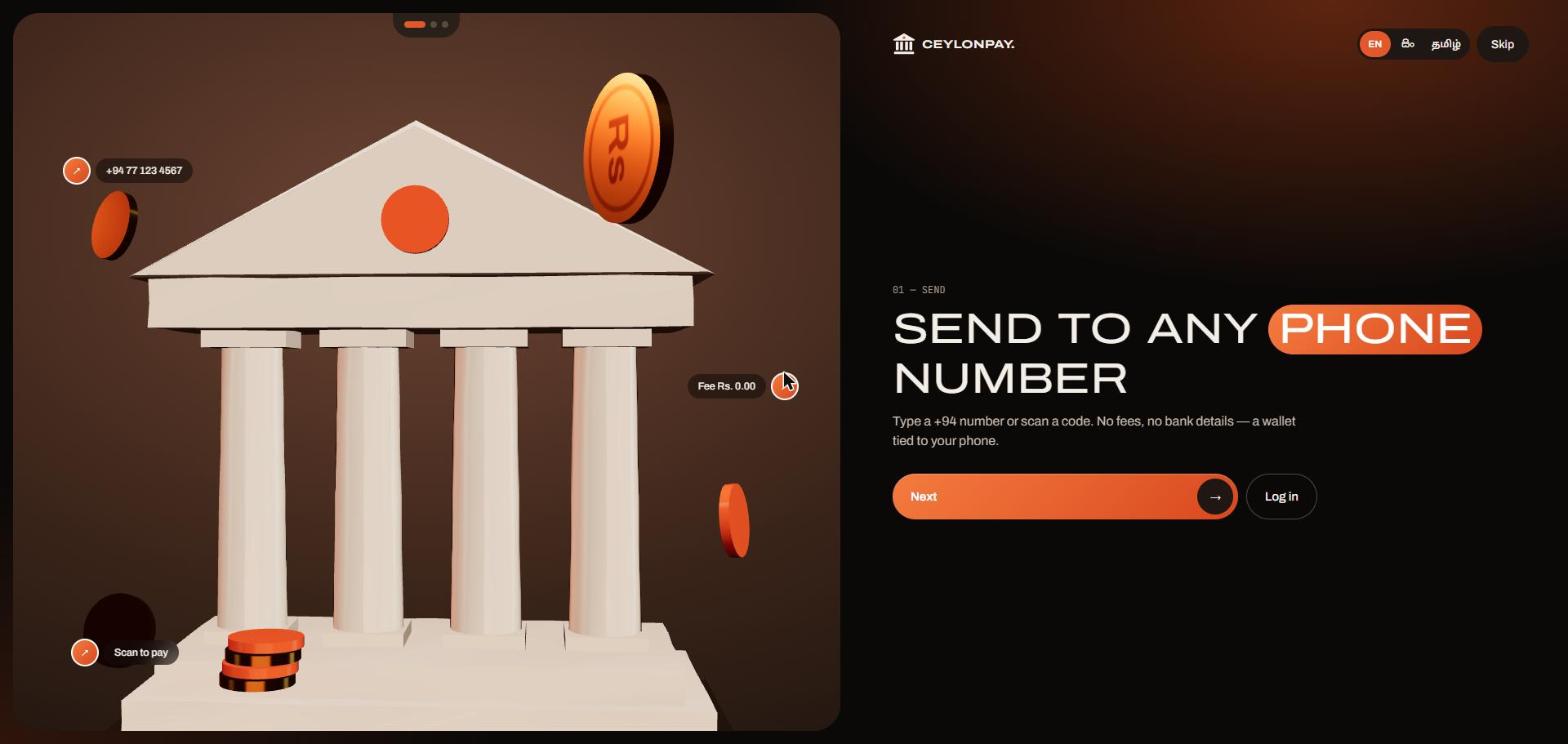 +94 77 123 4567
Rs
Fee Rs. 0.00
Scan to pay
CEYLONPAY.
EN සිං தமிழ் Skip
01 — SEND
SEND TO ANY PHONE
NUMBER
Type a +94 number or scan a code. No fees, no bank details — a wallet
tied to your phone.
Next → Log in